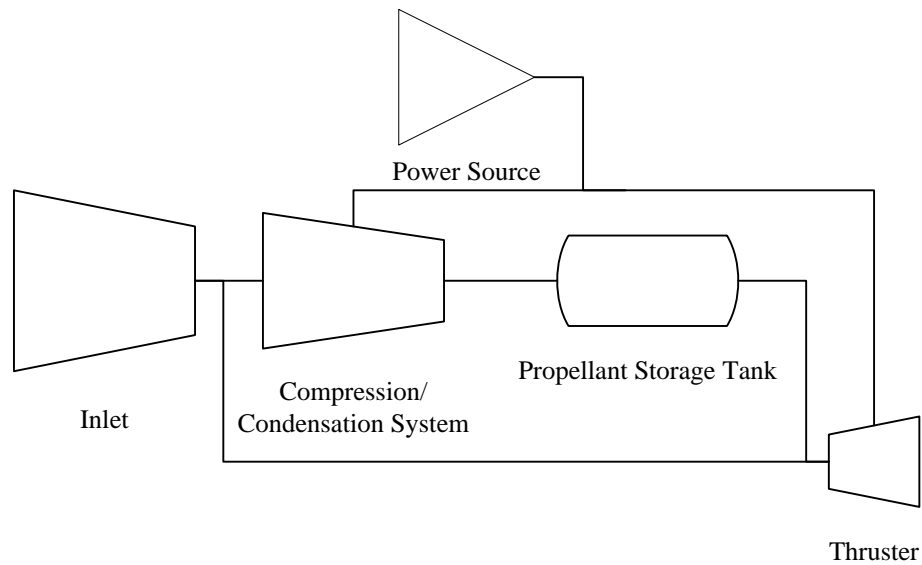 Power Source
Propellant Storage Tank
Compression/
Condensation System
Inlet
Thruster